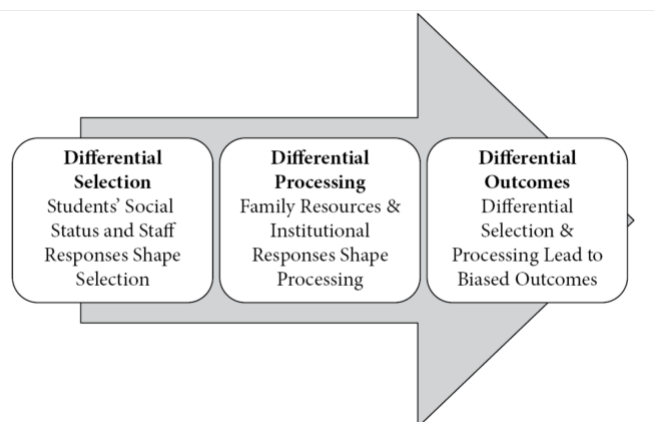 Differential
Selection
Students’ Social
Status and Staff
Responses Shape
Selection
Differential
Processing
Family Resources &
Institutional
Responses Shape
Processing
Differential
Outcomes
Differential
Selection &
Processing Lead to
Biased Outcomes